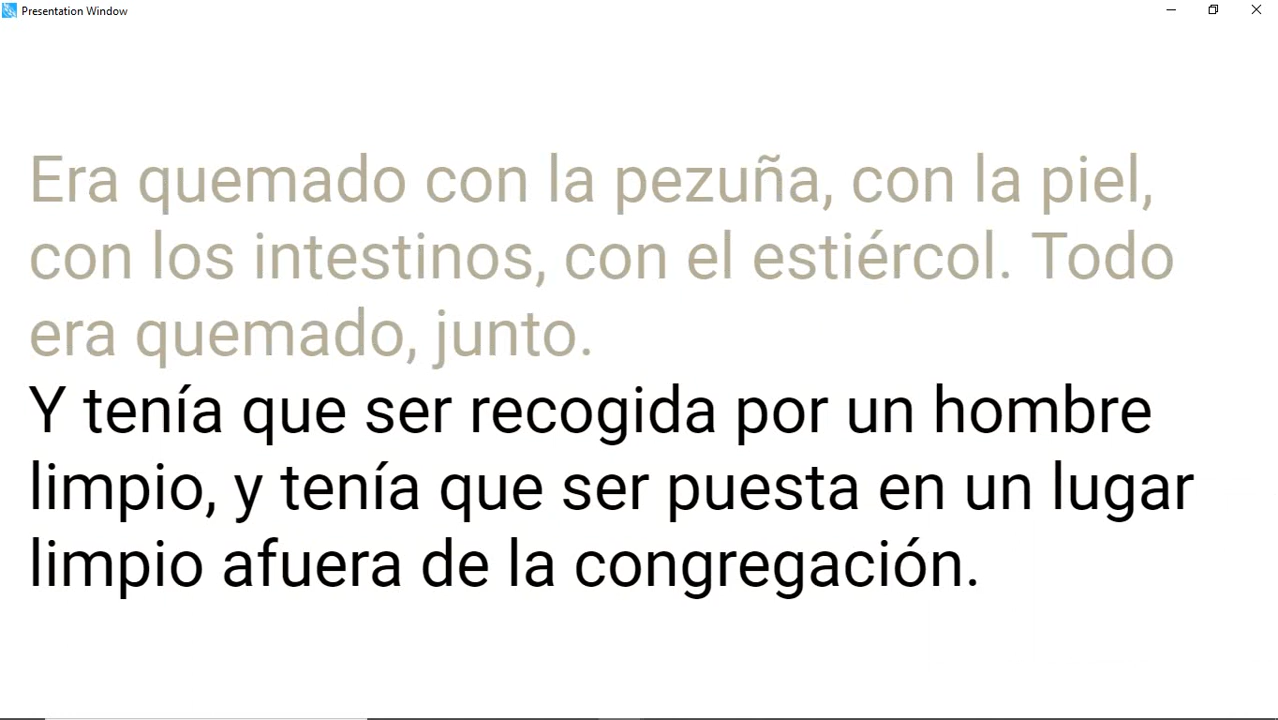 Presentation Window
Era quemado con la pezuña, con la piel,
con los intestinos, con el estiércol. Todo
era quemado, junto.
Y tenía que ser recogida por un hombre
limpio, y tenía que ser puesta en un lugar
limpio afuera de la congregación.